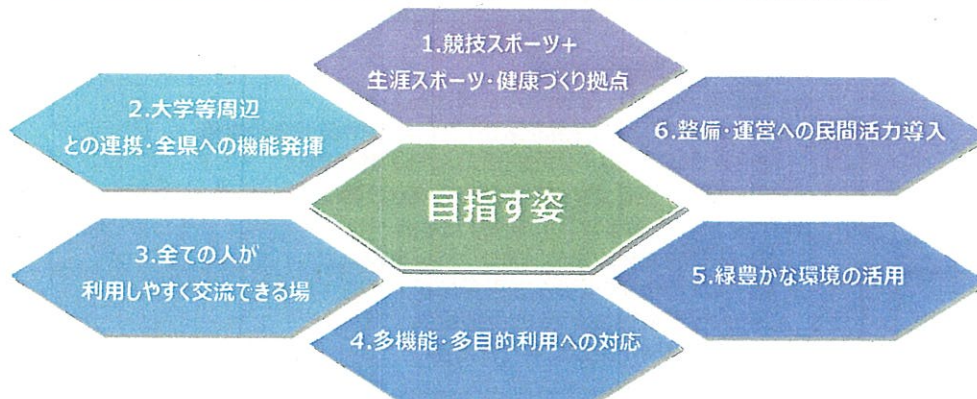 1.競技スポーツ+
生涯スポーツ・健康づくり拠点
2.大学等周辺
との連携・全県への機能発揮
3.全ての人が
利用しやすく交流できる場
4.多機能・多目的利用への対応
5.緑豊かな環境の活用
6.整備・運営への民間活力導入
目指す姿